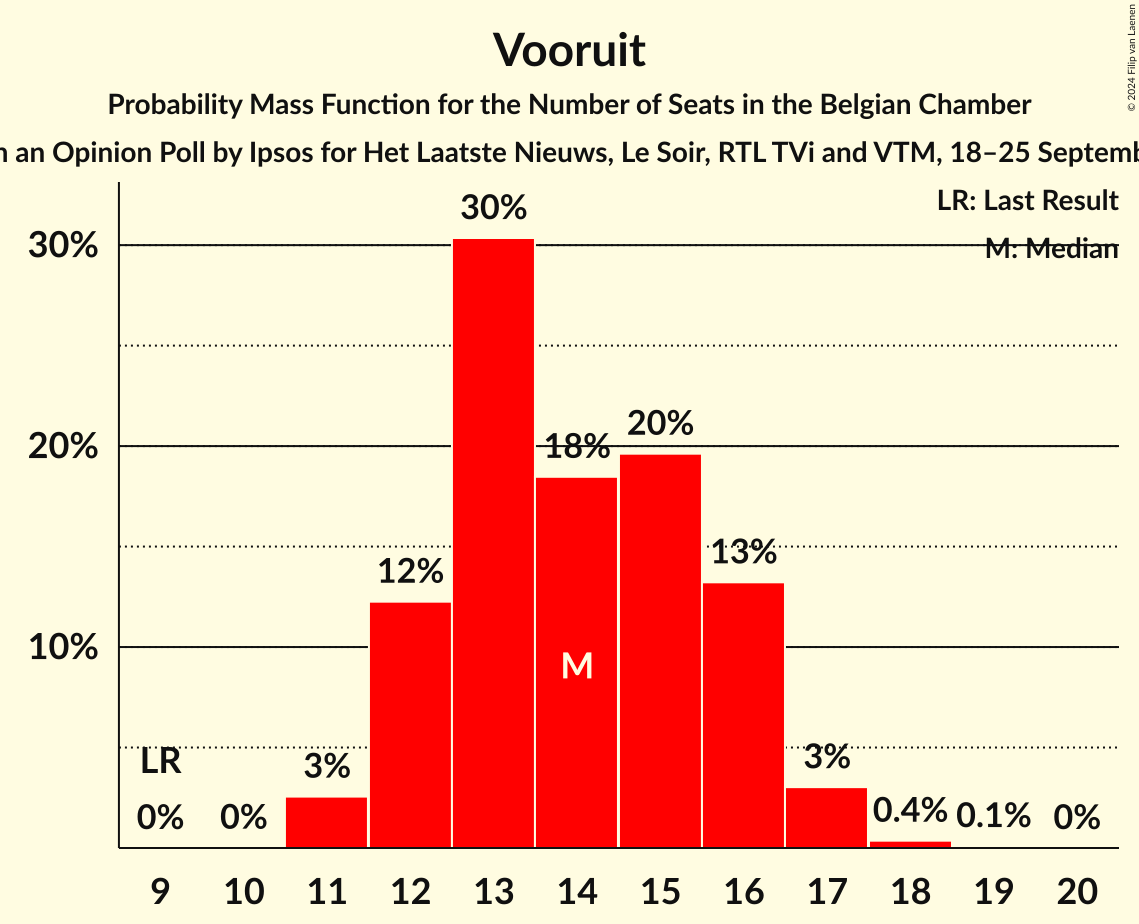 © 2024 Filip van Laenen
Vooruit
Probability Mass Function for the Number of Seats in the Belgian Chamber
an Opinion Poll by Ipsos for Het Laatste Nieuws, Le Soir, RTL TVi and VTM, 18–25
LR: Last Result
M: Median
30%
20%
10%
30%
18%
20%
12%
13%
M
LR
3%
3%
0%
0%
0.4%
0.1%
0%
9 10 11 12 13 14 15 16 17 18 19 20